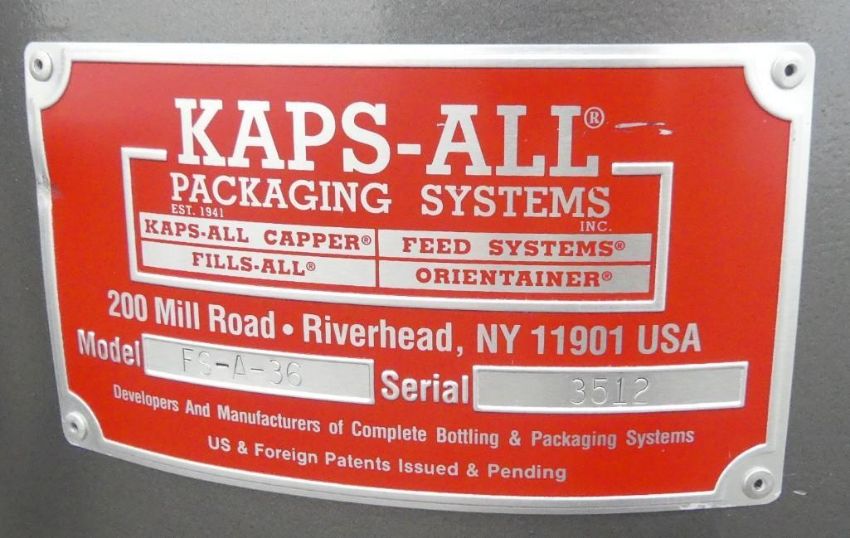 KAPS-ALL®
PACKAGING SYSTEMS
EST. 1941 INC.
KAPS-ALL CAPPER® FEED SYSTEMS®
FILLS-ALL® ORIENTAINER®
200 Mill Road • Riverhead, NY 11901 USA
Model FS-A-36 Serial 3512
Developers And Manufacturers of Complete Bottling & Packaging Systems
US & Foreign Patents Issued & Pending